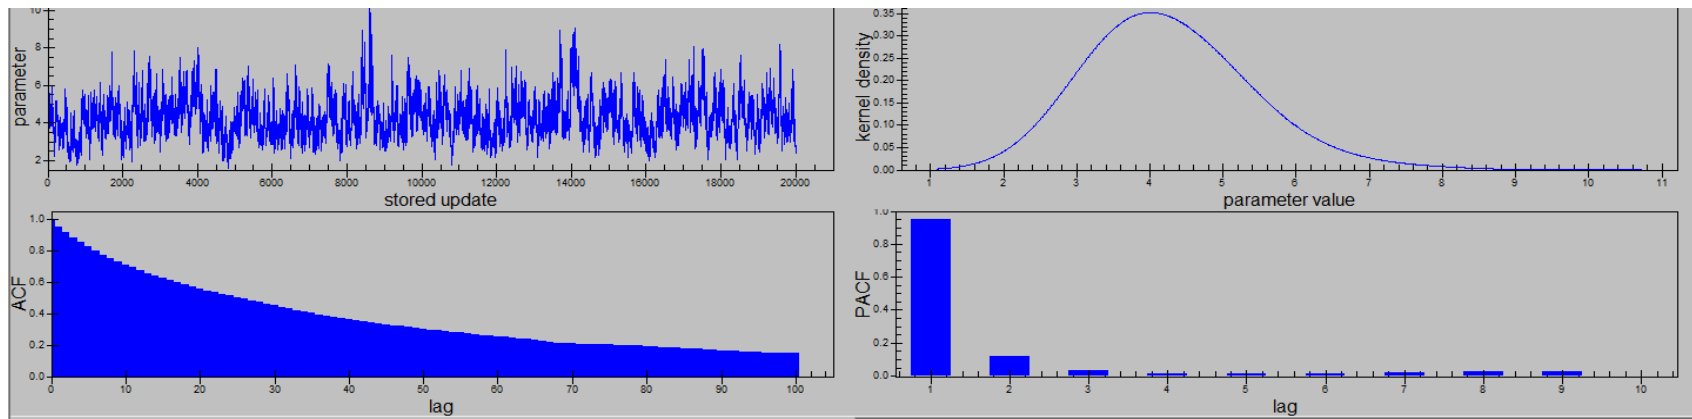 10
8
6
4
2
parameter
0 2000 4000 6000 8000 10000 12000 14000 16000 18000 20000
stored update
0.35
0.30
0.25
0.20
0.15
0.10
0.05
0.00
kernel density
1 2 3 4 5 6 7 8 9 10 11
parameter value
1.0
0.8
0.6
0.4
0.2
0.0
ACF
0 10 20 30 40 50 60 70 80 90 100
lag
1.0
0.8
0.6
0.4
0.2
0.0
PACF
1 2 3 4 5 6 7 8 9 10
lag